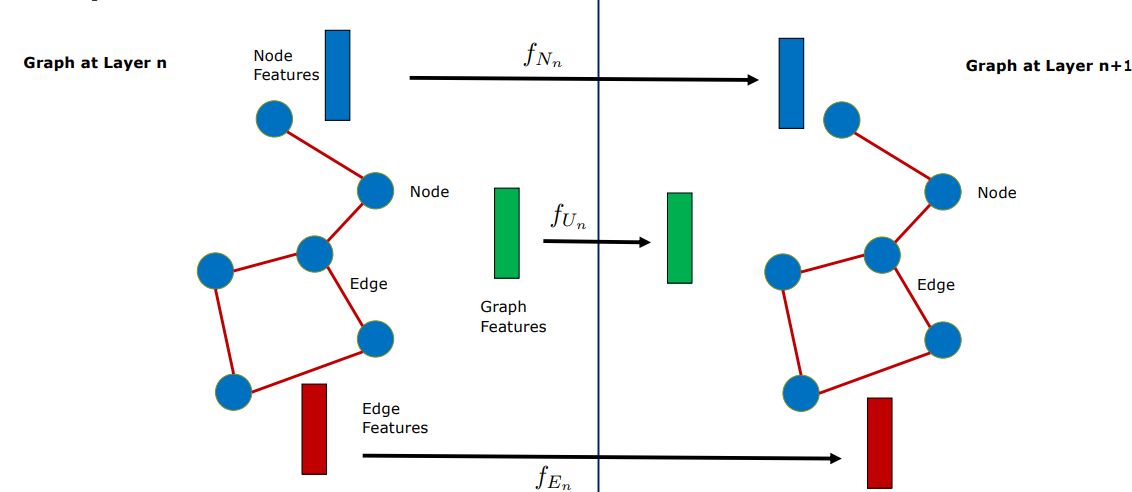 Graph at Layer n
Node
Features
f_{N_n}
Graph at Layer n+1
Node
Node
f_{U_n}
Edge
Edge
Graph
Features
Edge
Features
f_{E_n}